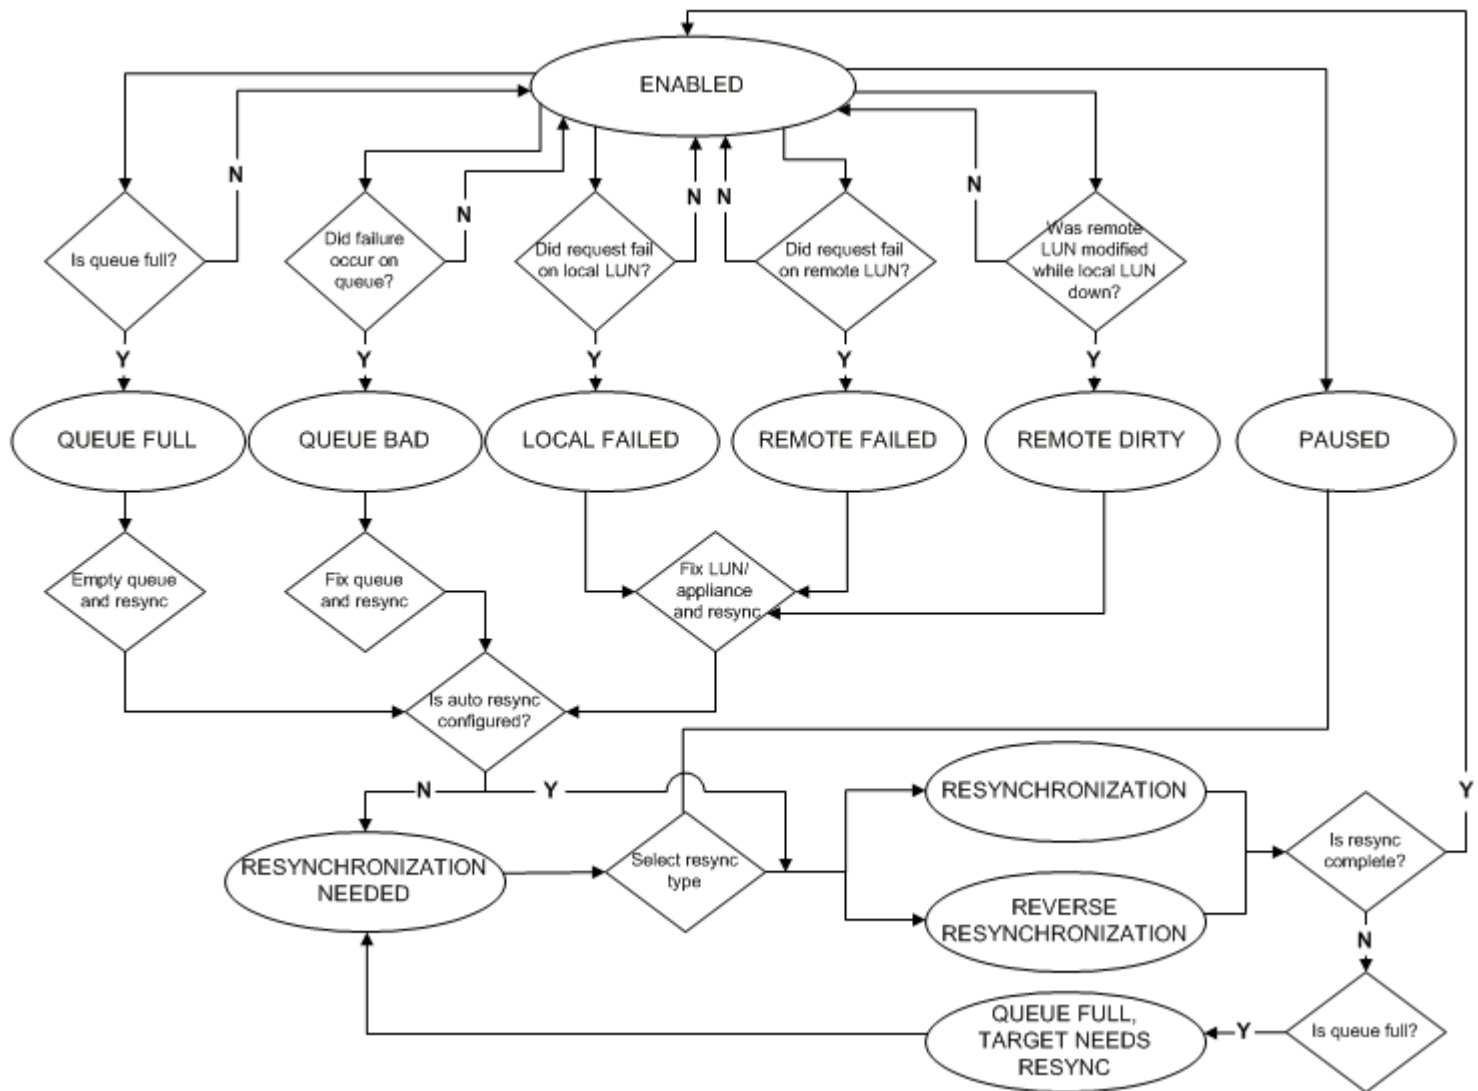 ENABLED
N
N
N
N
N
Is queue full?
Did failure
occur on
queue?
Did request fail
on local LUN?
Did request fail
on remote LUN?
Was remote
LUN modified
while local LUN
down?
Y
Y
Y
Y
Y
QUEUE FULL
QUEUE BAD
LOCAL FAILED
REMOTE FAILED
REMOTE DIRTY
PAUSED
Empty queue
and resync
Fix queue
and resync
Fix LUN/
appliance
and resync
Is auto resync
configured?
N
Y
RESYNCHRONIZATION
Y
RESYNCHRONIZATION
NEEDED
Select resync
type
Is resync
complete?
REVERSE
RESYNCHRONIZATION
N
QUEUE FULL,
TARGET NEEDS
RESYNC
Y
Is queue full?